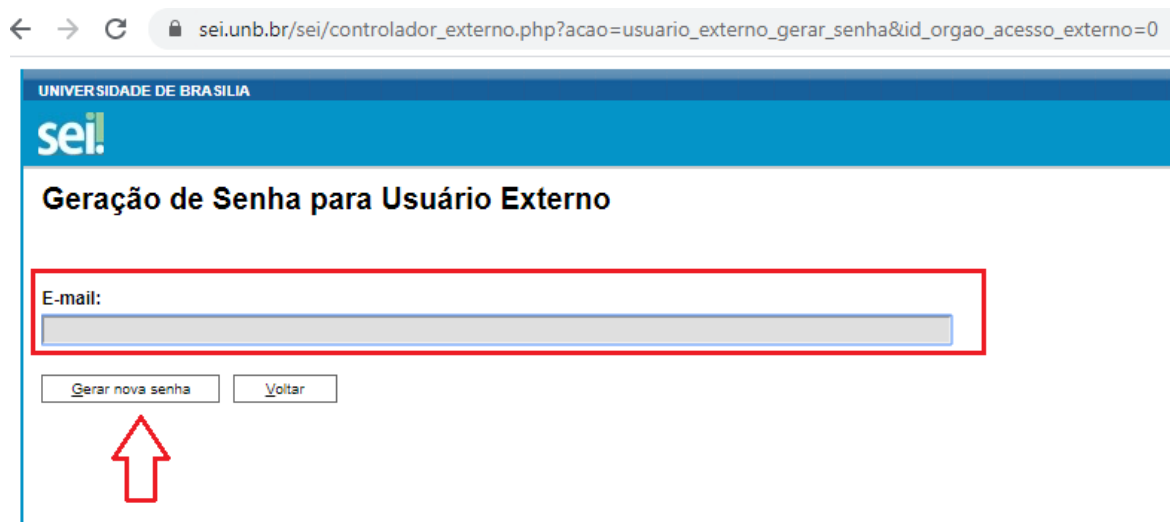 sei.unb.br/sei/controlador_externo.php?acao=usuario_externo_gerar_senha&id_orgao_acesso_externo=0
UNIVERSIDADE DE BRASILIA
sei!
Geração de Senha para Usuário Externo
E-mail:
Gerar nova senha Voltar